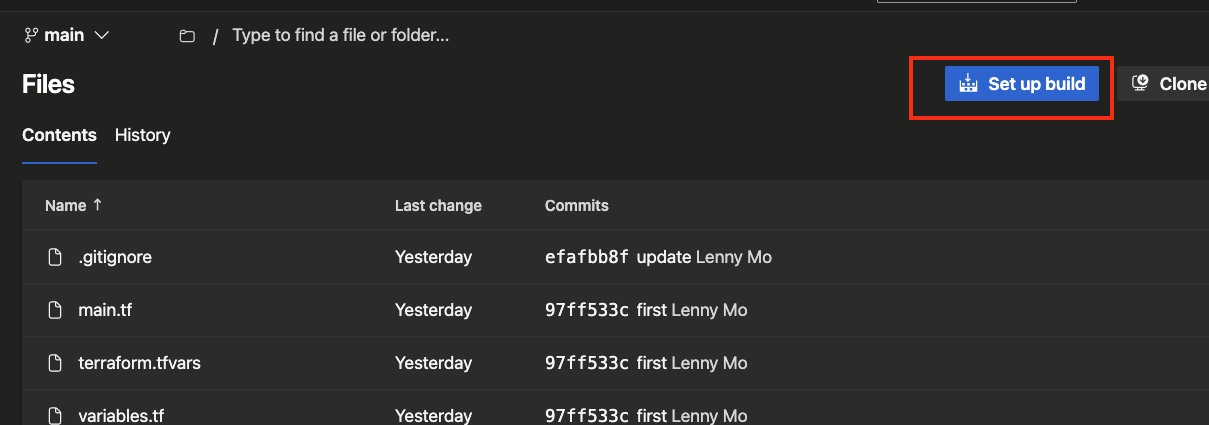 main / Type to find a file or folder...
Files
Set up build Clone
Contents History
Name ↑ Last change Commits
.gitignore Yesterday efafbb8f update Lenny Mo
main.tf Yesterday 97ff533c first Lenny Mo
terraform.tfvars Yesterday 97ff533c first Lenny Mo
variables.tf Yesterday 97ff533c first Lenny Mo